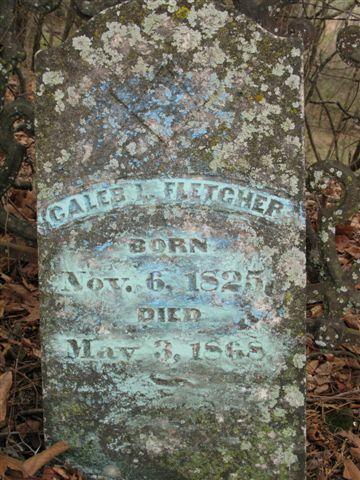 CALEB L. FLETCHER
BORN
Nov. 6, 1825,
DIED
May 3, 1868.